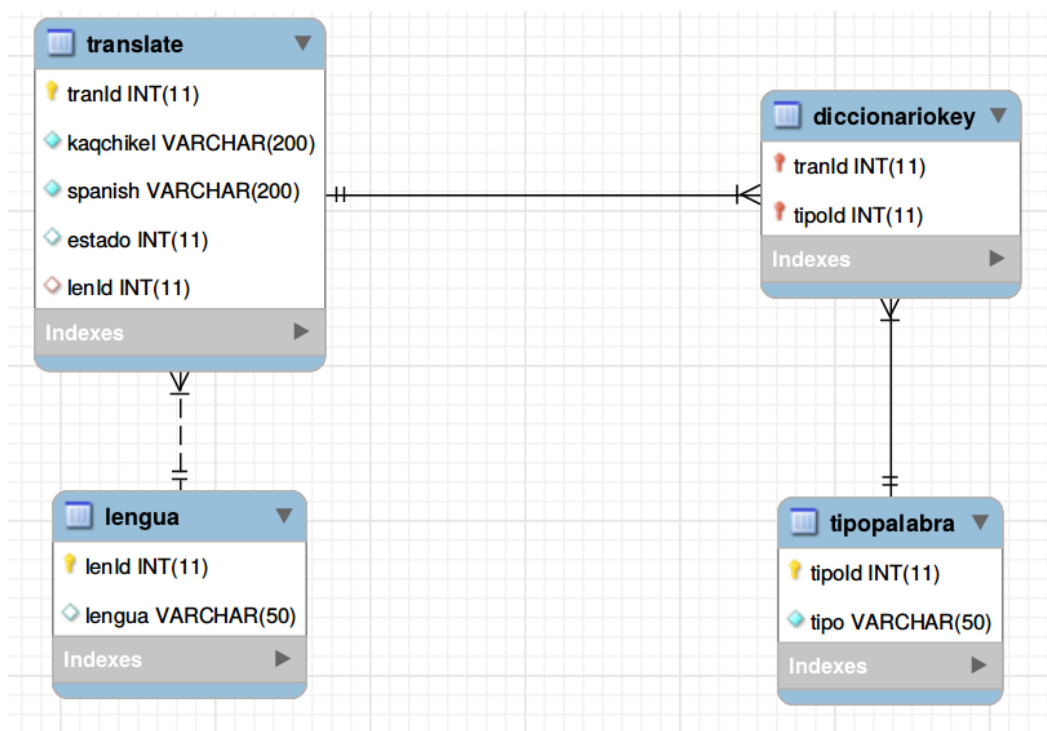 translate
tranId INT(11)
kaqchikel VARCHAR(200)
spanish VARCHAR(200)
estado INT(11)
lenId INT(11)
Indexes
diccionariokey
tranId INT(11)
tipoId INT(11)
Indexes
lengua
lenId INT(11)
lengua VARCHAR(50)
Indexes
tipopalabra
tipoId INT(11)
tipo VARCHAR(50)
Indexes